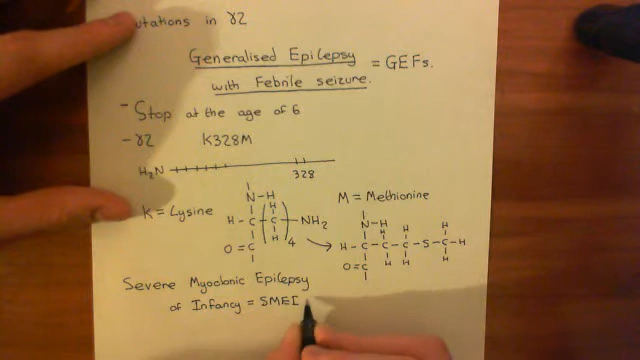 utations in γ2
Generalised Epilepsy = GEFs.
with Febrile seizure.
- Stop at the age of 6
- γ2 K328M
H₂N 328
K = Lysine M = Methionine
N-H
H-C-(C)-NH₂
H H 4
O=C
N-H H H H
H-C-C-C-S-C-H
H H H
O=C
Severe Myoclonic Epilepsy
of Infancy = SMEI